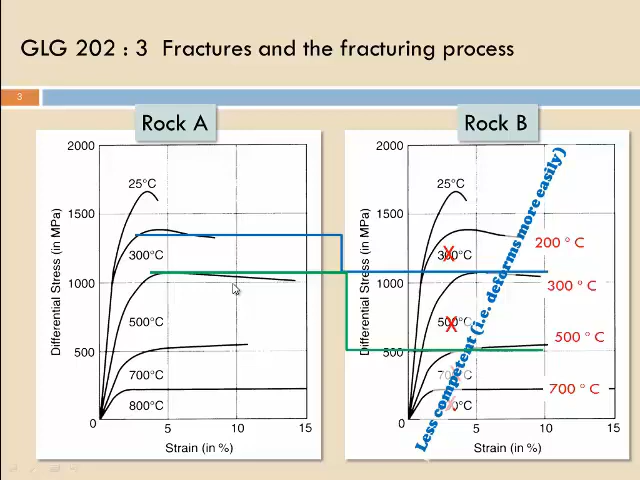 GLG 202 : 3 Fractures and the fracturing process
3
Rock A
Differential Stress (in MPa)
2000
1500
1000
500
0
25°C
300°C
500°C
700°C
800°C
5
10
15
Strain (in %)
Rock B
Differential Stress (in MPa)
2000
1500
1000
500
0
25°C
300°C
X
500°C
X
0°C
200 ° C
300 ° C
500 ° C
700 ° C
Less competent (i.e. deforms more easily)
5
10
15
Strain (in %)